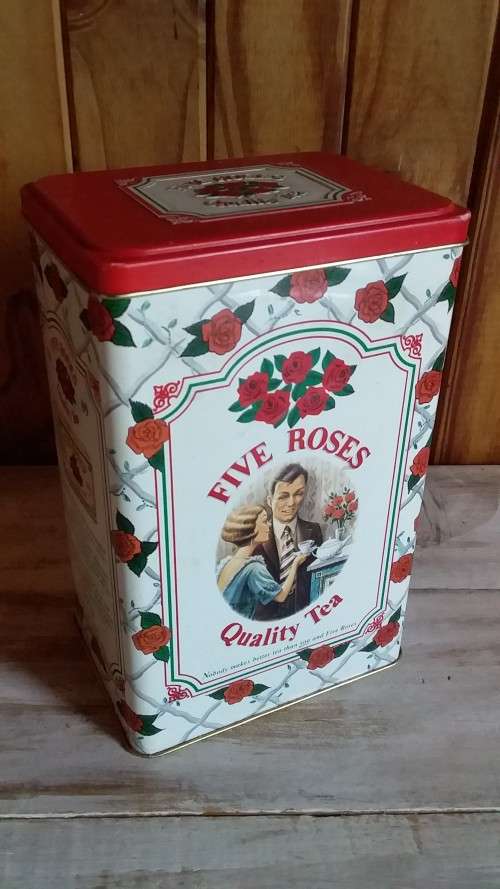 FIVE ROSES
Quality Tea
Nobody makes better tea than you and Five Roses